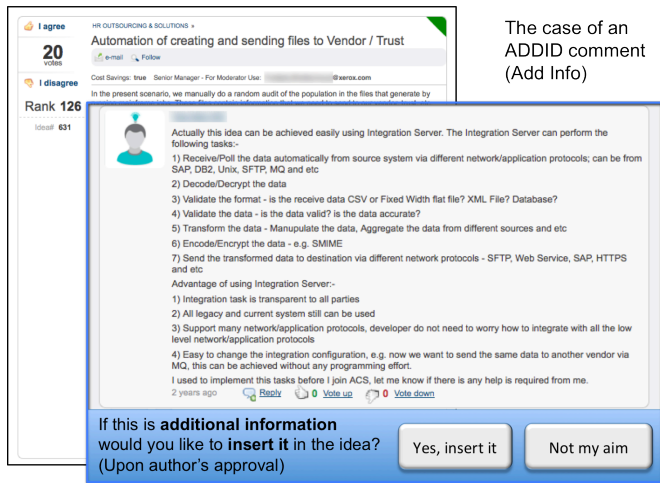 I agree
20
votes
I disagree
Rank 126
Idea# 631
HR OUTSOURCING & SOLUTIONS »
Automation of creating and sending files to Vendor / Trust
e-mail Follow
Cost Savings: true Senior Manager - For Moderator Use: @xerox.com
In the present scenario, we manually do a random audit of the population in the files that generate by
The case of an
ADDID comment
(Add Info)
Actually this idea can be achieved easily using Integration Server. The Integration Server can perform the
following tasks:-
1) Receive/Poll the data automatically from source system via different network/application protocols; can be from
SAP, DB2, Unix, SFTP, MQ and etc
2) Decode/Decrypt the data
3) Validate the format - is the receive data CSV or Fixed Width flat file? XML File? Database?
4) Validate the data - is the data valid? is the data accurate?
5) Transform the data - Manupulate the data, Aggregate the data from different sources and etc
6) Encode/Encrypt the data - e.g. SMIME
7) Send the transformed data to destination via different network protocols - SFTP, Web Service, SAP, HTTPS
and etc
Advantage of using Integration Server:-
1) Integration task is transparent to all parties
2) All legacy and current system still can be used
3) Support many network/application protocols, developer do not need to worry how to integrate with all the low
level network/application protocols
4) Easy to change the integration configuration, e.g. now we want to send the same data to another vendor via
MQ, this can be achieved without any programming effort.
I used to implement this tasks before I join ACS, let me know if there is any help is required from me.
2 years ago Reply 0 Vote up 0 Vote down
If this is additional information
would you like to insert it in the idea?
(Upon author's approval)
Yes, insert it
Not my aim